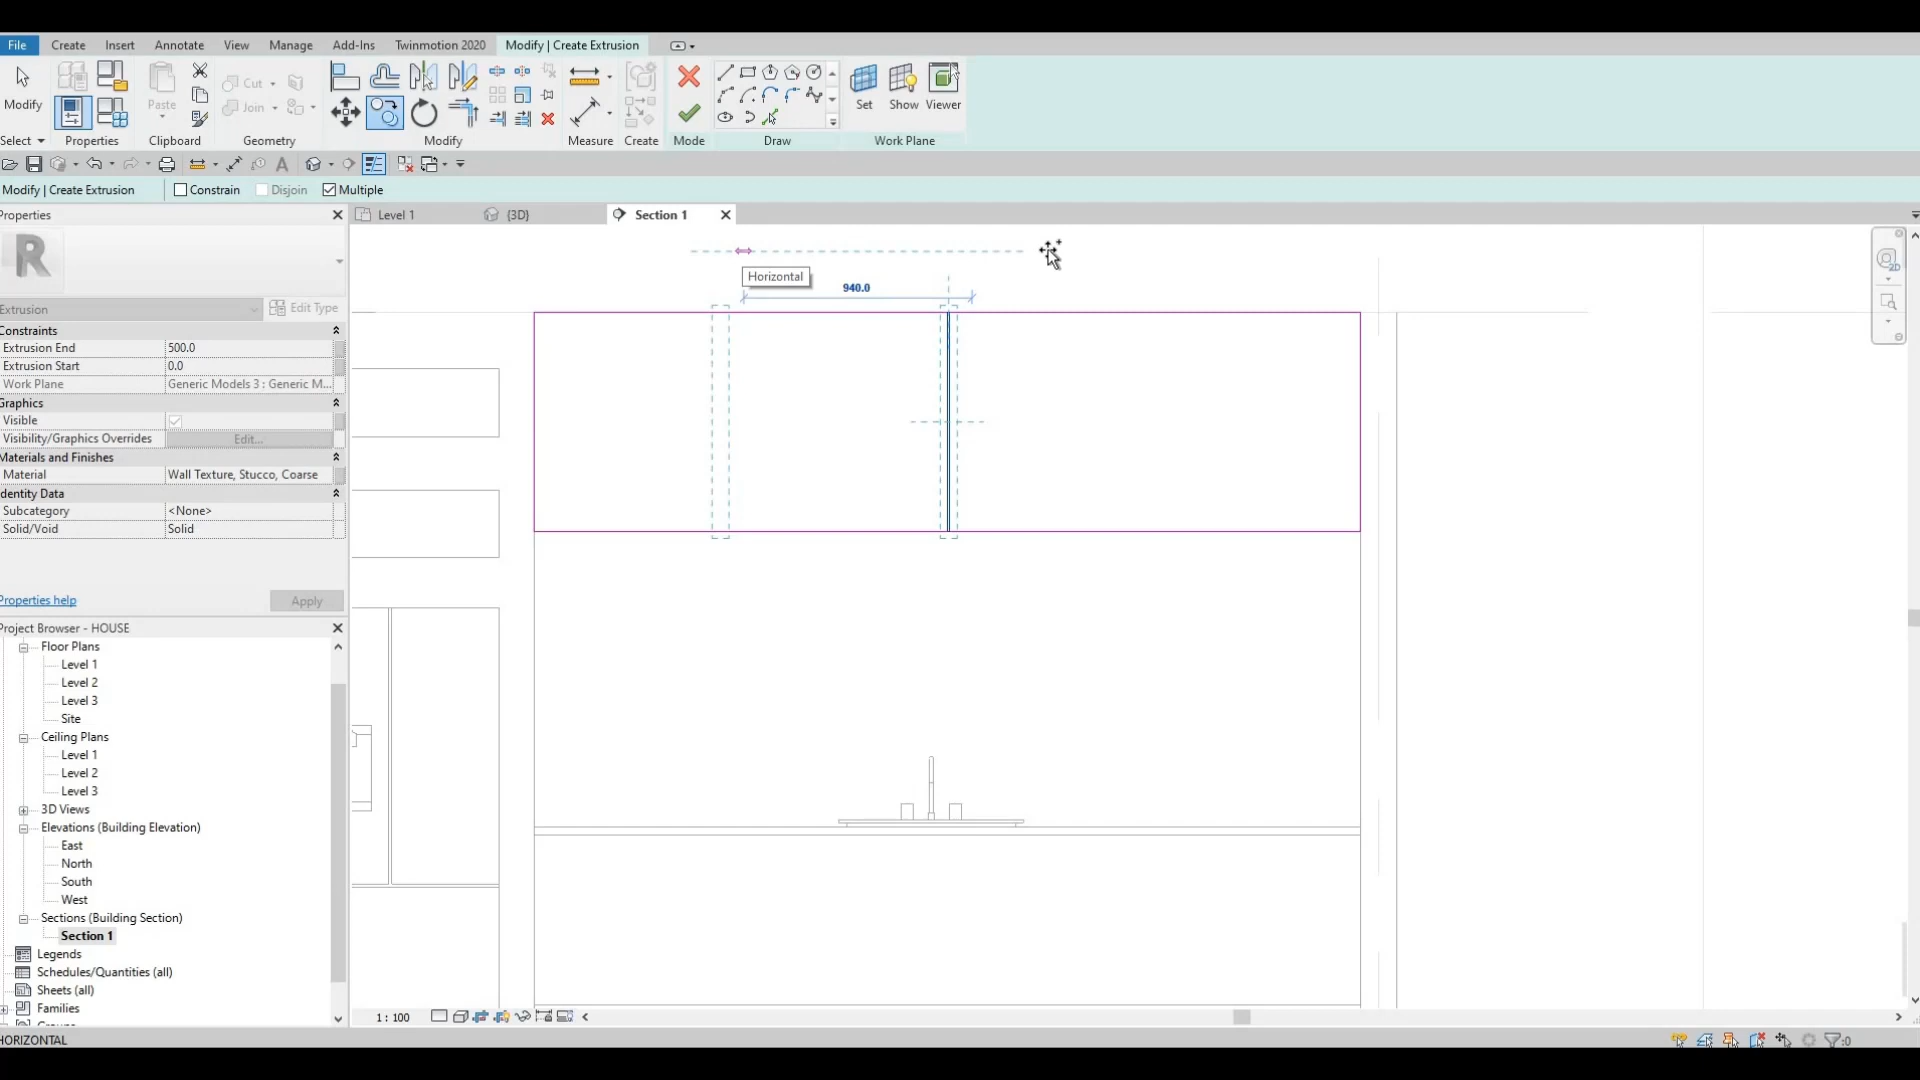 File Create Insert Annotate View Manage Add-Ins Twinmotion 2020 Modify | Create Extrusion
Modify Paste Cut Join Set Show Viewer
Select Properties Clipboard Geometry Modify Measure Create Mode Draw Work Plane
Modify | Create Extrusion Constrain Disjoin Multiple
Properties
Level 1 {3D} Section 1
R
2D
Horizontal
940.0
Extrusion Edit Type
Constraints
Extrusion End 500.0
Extrusion Start 0.0
Work Plane Generic Models 3 : Generic M...
Graphics
Visible
Visibility/Graphics Overrides Edit...
Materials and Finishes
Material Wall Texture, Stucco, Coarse
Identity Data
Subcategory <None>
Solid/Void Solid
Properties help Apply
Project Browser - HOUSE
Floor Plans
Level 1
Level 2
Level 3
Site
Ceiling Plans
Level 1
Level 2
Level 3
3D Views
Elevations (Building Elevation)
East
North
South
West
Sections (Building Section)
Section 1
Legends
Schedules/Quantities (all)
Sheets (all)
Families
1 : 100
HORIZONTAL
:0